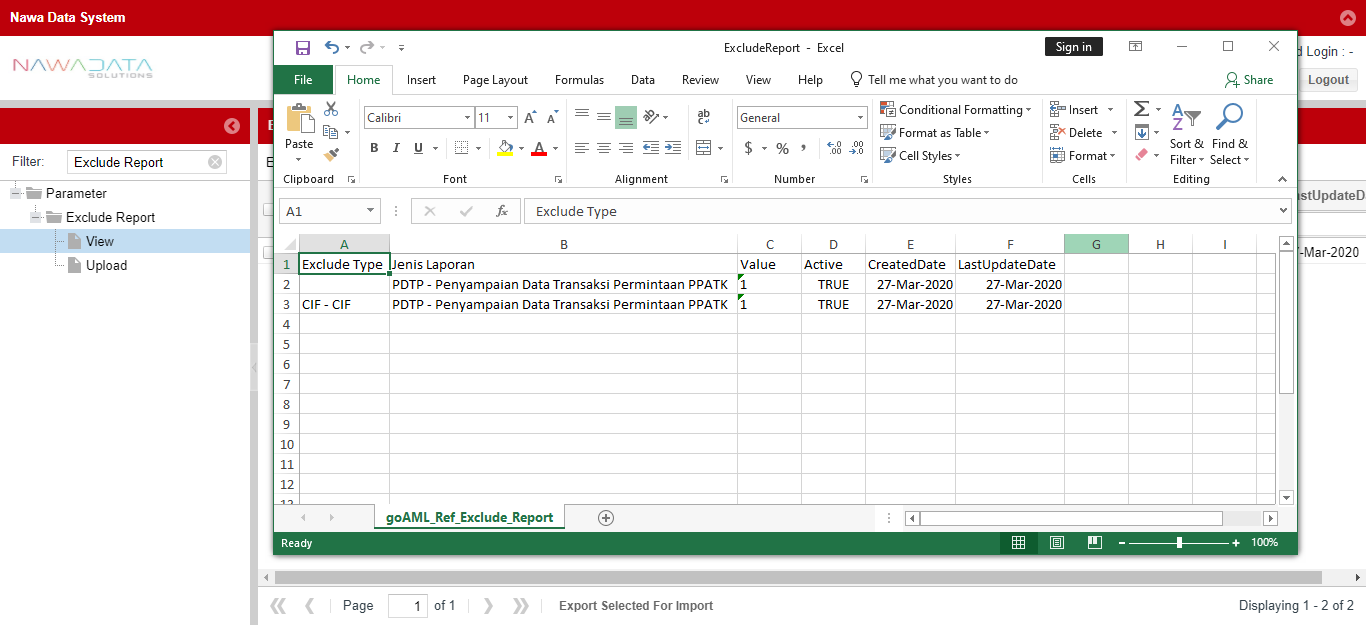 Nawa Data System
NAWADATA
SOLUTIONS
d Login : -
Logout
Filter:
Exclude Report
Parameter
Exclude Report
View
Upload
E
E
ExcludeReport - Excel
Sign in
File
Home
Insert
Page Layout
Formulas
Data
Review
View
Help
Tell me what you want to do
Share
Paste
Clipboard
Calibri
11
A
A
B
I
U
A
Font
ab
Alignment
General
$
%
,
Number
Conditional Formatting
Format as Table
Cell Styles
Styles
Insert
Delete
Format
Cells
Σ
A
Z
Sort &
Filter
Find &
Select
Editing
A1
fx
Exclude Type
A B C D E F G H I
1 Exclude Type Jenis Laporan Value Active CreatedDate LastUpdateDate
2 PDTP - Penyampaian Data Transaksi Permintaan PPATK 1 TRUE 27-Mar-2020 27-Mar-2020
3 CIF - CIF PDTP - Penyampaian Data Transaksi Permintaan PPATK 1 TRUE 27-Mar-2020 27-Mar-2020
4
5
6
7
8
9
10
11
12
goAML_Ref_Exclude_Report
Ready
100%
astUpdateD
-Mar-2020
Page 1 of 1
Export Selected For Import
Displaying 1 - 2 of 2